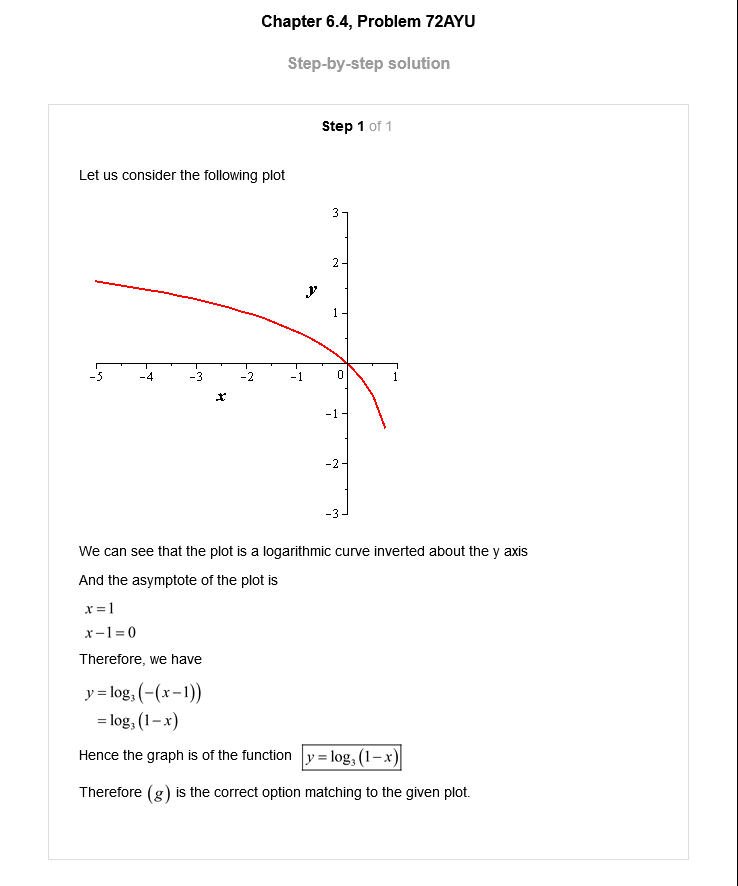 Chapter 6.4, Problem 72AYU
Step-by-step solution
Step 1 of 1
Let us consider the following plot
3
2
y
1
-5 -4 -3 -2 -1 0 1
x
-1
-2
-3
We can see that the plot is a logarithmic curve inverted about the y axis
And the asymptote of the plot is
x=1
x−1=0
Therefore, we have
y=log₃(−(x−1))
=log₃(1−x)
Hence the graph is of the function y=log₃(1−x)
Therefore (g) is the correct option matching to the given plot.